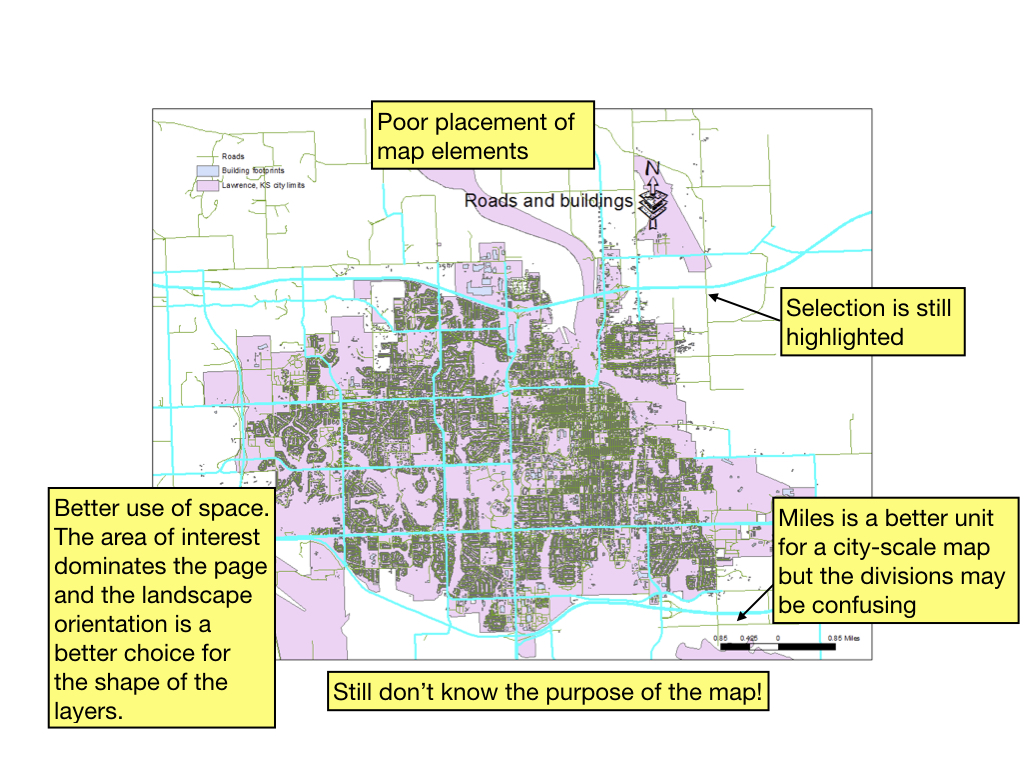 Poor placement of
map elements
N
Roads
Building footprints
Lawrence, KS city limits
Roads and buildings
Selection is still
highlighted
Better use of space.
The area of interest
dominates the page
and the landscape
orientation is a
better choice for
the shape of the
layers.
Miles is a better unit
for a city-scale map
but the divisions may
be confusing
0.85 0.425 0 0.85 Miles
Still don’t know the purpose of the map!